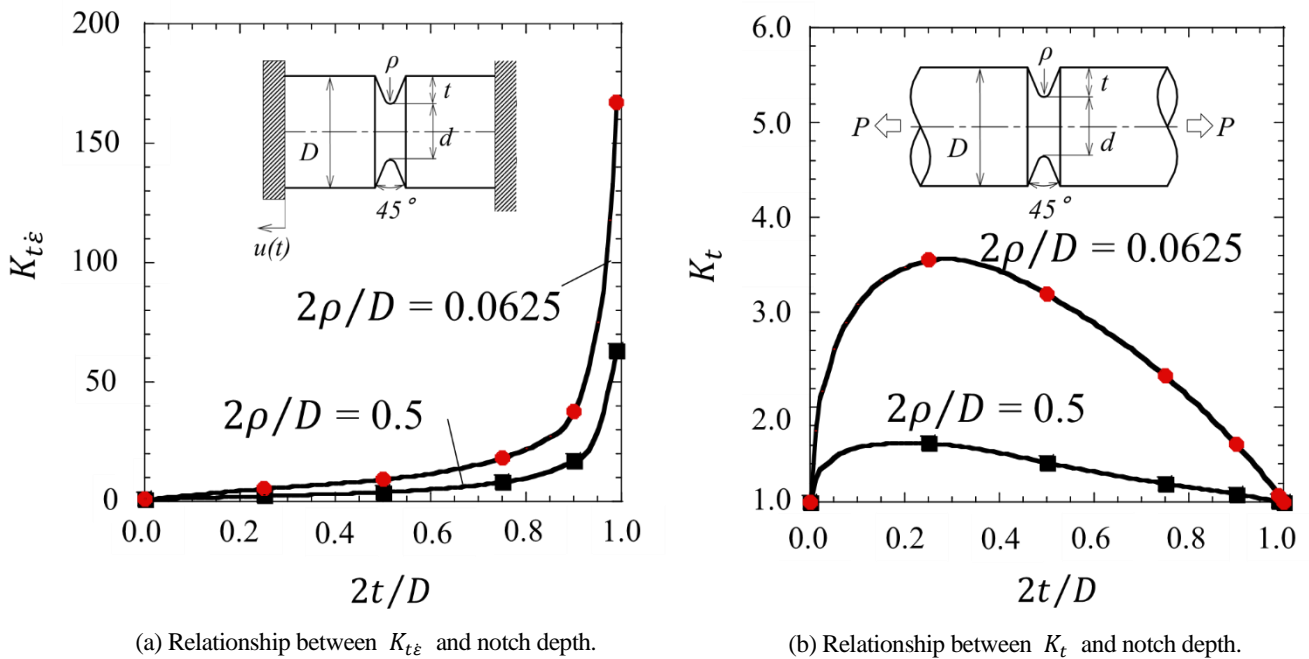 200
150
100
50
0
K_{tε̇}
ρ
t
D
d
45°
u(t)
2ρ/D = 0.0625
2ρ/D = 0.5
0.0 0.2 0.4 0.6 0.8 1.0
2t/D
(a) Relationship between K_{tε̇} and notch depth.
6.0
5.0
4.0
3.0
2.0
1.0
K_t
ρ
t
P
D
d
P
45°
2ρ/D = 0.0625
2ρ/D = 0.5
0.0 0.2 0.4 0.6 0.8 1.0
2t/D
(b) Relationship between K_t and notch depth.